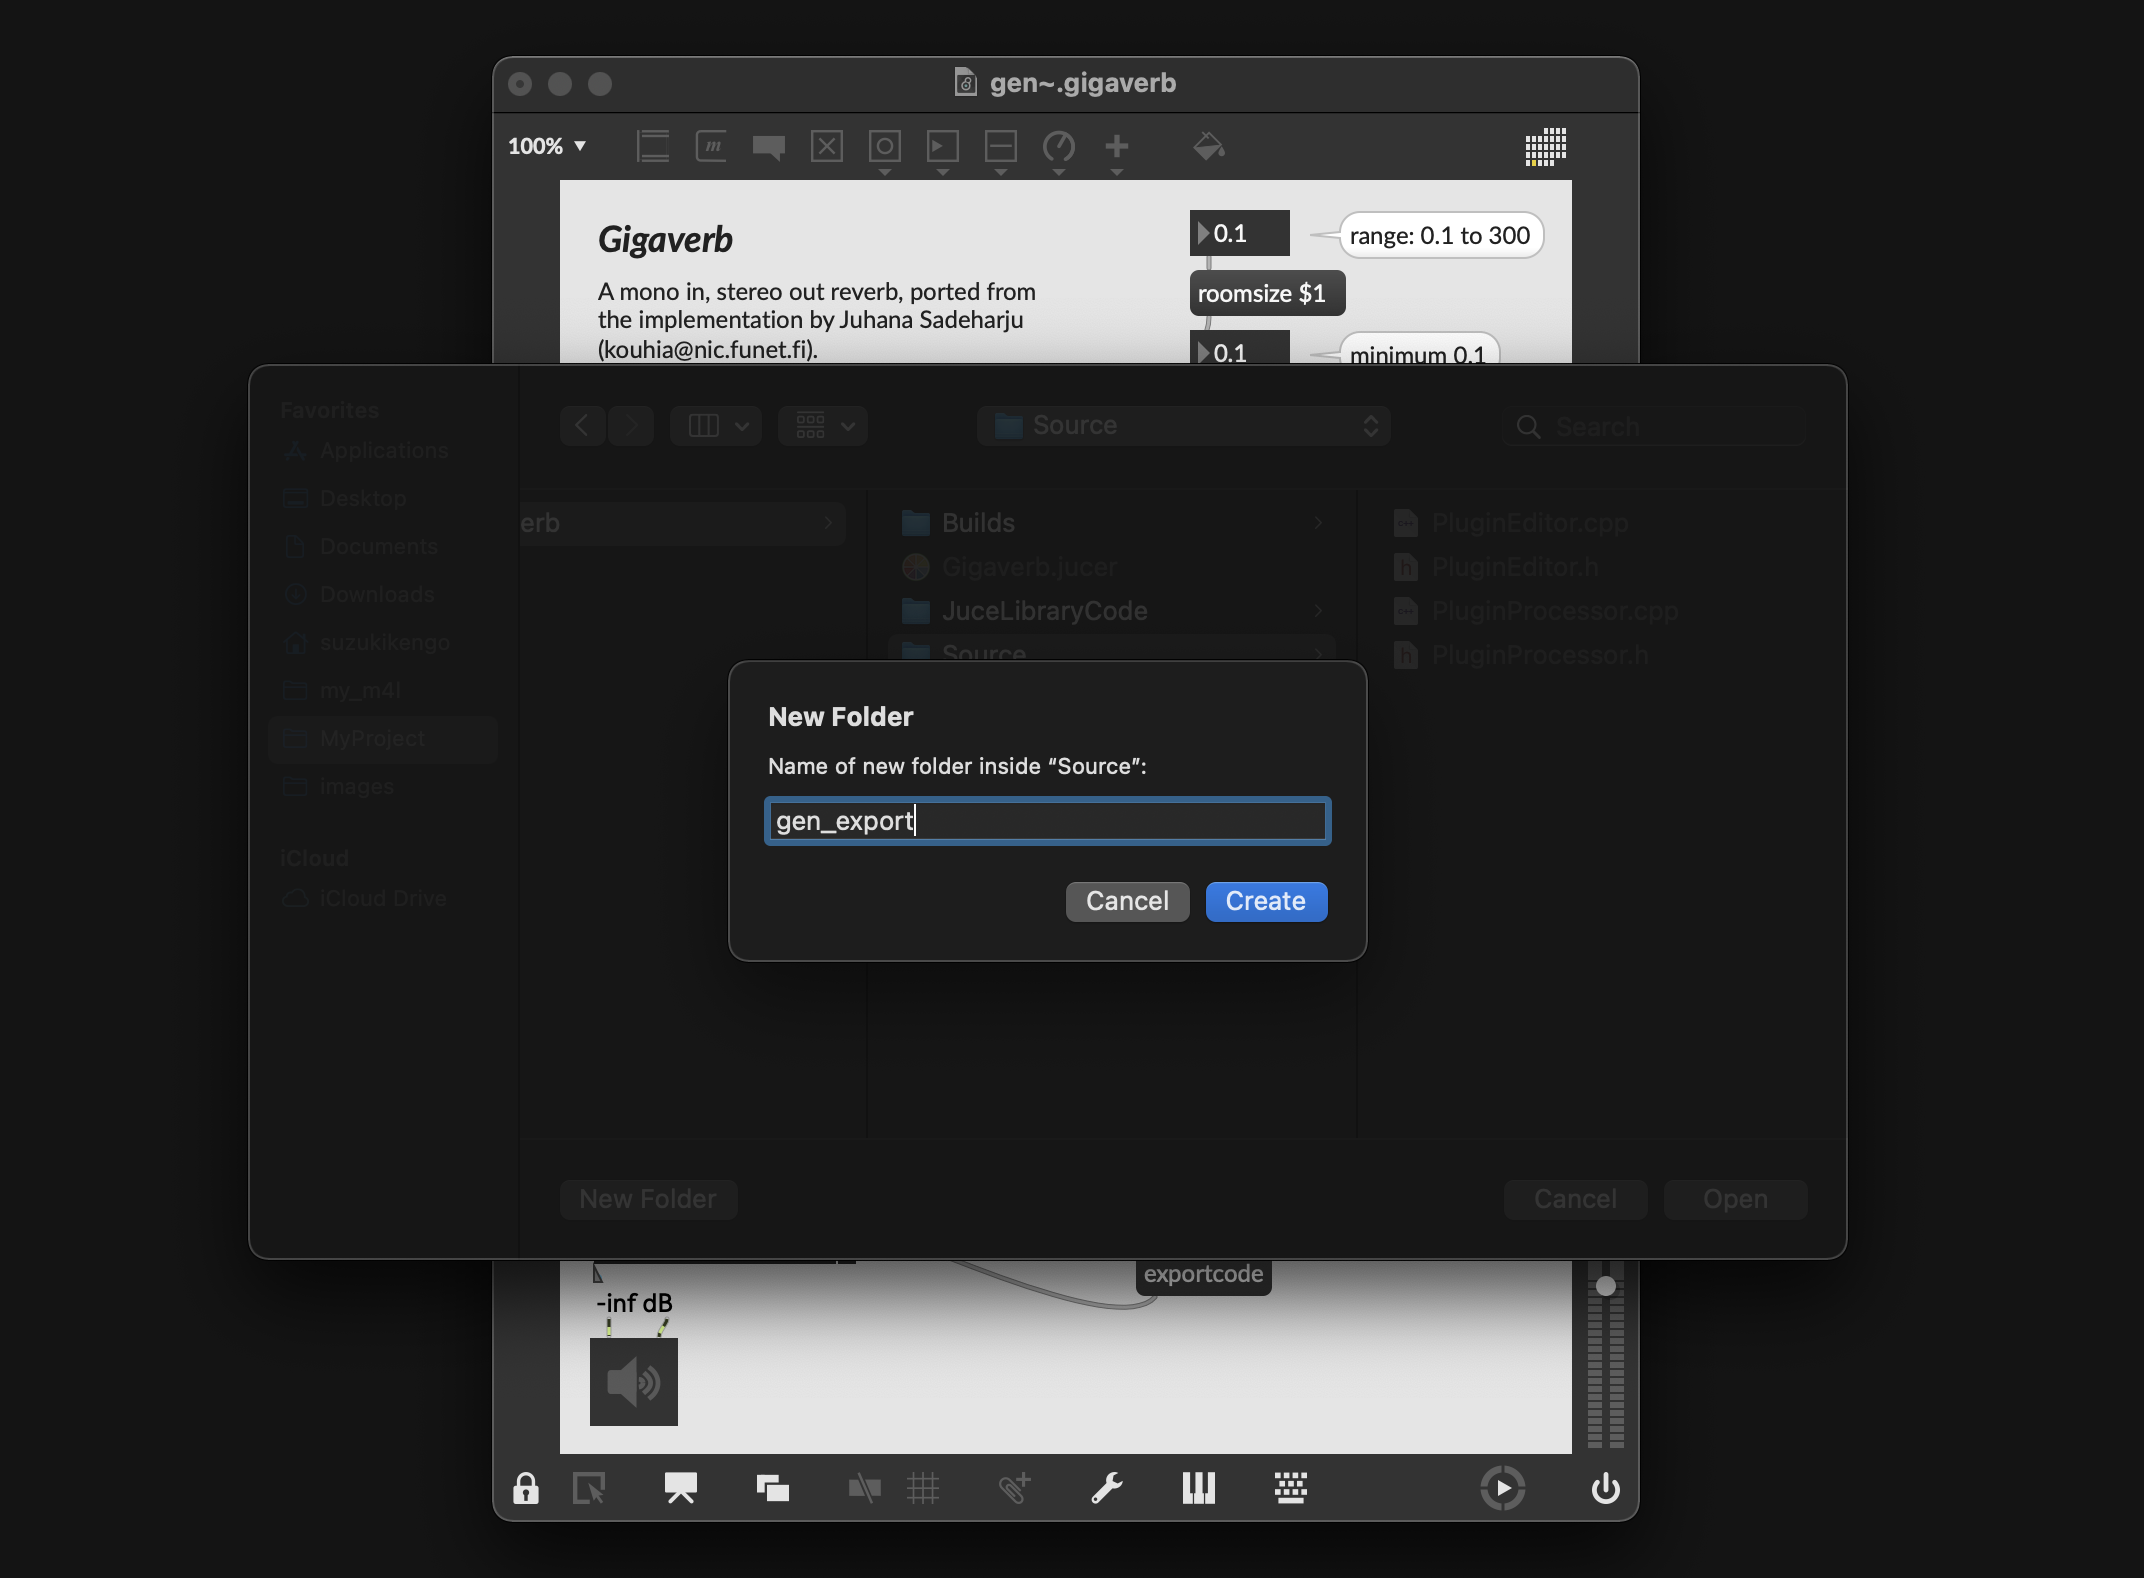 gen~.gigaverb
100%
Gigaverb
A mono in, stereo out reverb, ported from
the implementation by Juhana Sadeharju
(kouhia@nic.funet.fi).
0.1
range: 0.1 to 300
roomsize $1
0.1
minimum 0.1
Favorites
Applications
Desktop
Documents
Downloads
suzukikengo
my_m4l
MyProject
images
iCloud
iCloud Drive
Source
Search
erb
Builds
Gigaverb.jucer
JuceLibraryCode
Source
PluginEditor.cpp
PluginEditor.h
PluginProcessor.cpp
PluginProcessor.h
New Folder
Name of new folder inside “Source”:
gen_export
Cancel
Create
New Folder
Cancel
Open
exportcode
-inf dB